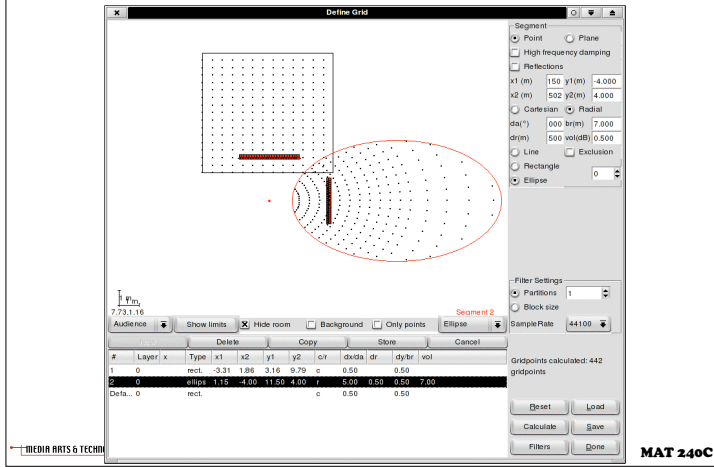 Define Grid
Segment
Point Plane
High frequency damping
Reflections
x1 (m) 150 y1(m) -4.000
x2 (m) 502 y2(m) 4.000
Cartesian Radial
da(°) 000 br(m) 7.000
dr(m) 500 vol(dB) 0.500
Line Exclusion
Rectangle
0
Ellipse
Filter Settings
Partitions 1
Block size
SampleRate 44100
1 m
7.73,1.16
Segment 2
Audience Show limits Hide room Background Only points Ellipse
Delete Copy Store Cancel
# Layer x Type x1 x2 y1 y2 c/r dx/da dr dy/br vol
1 0 rect. -3.31 1.86 3.16 9.79 c 0.50 0.50
2 0 ellips 1.15 -4.00 11.50 4.00 r 5.00 0.50 0.50 7.00
Defa... 0 rect. c 0.50 0.50
Gridpoints calculated: 442
gridpoints
Reset Load
Calculate Save
Filters Done
MEDIA ARTS & TECHN
MAT 240C